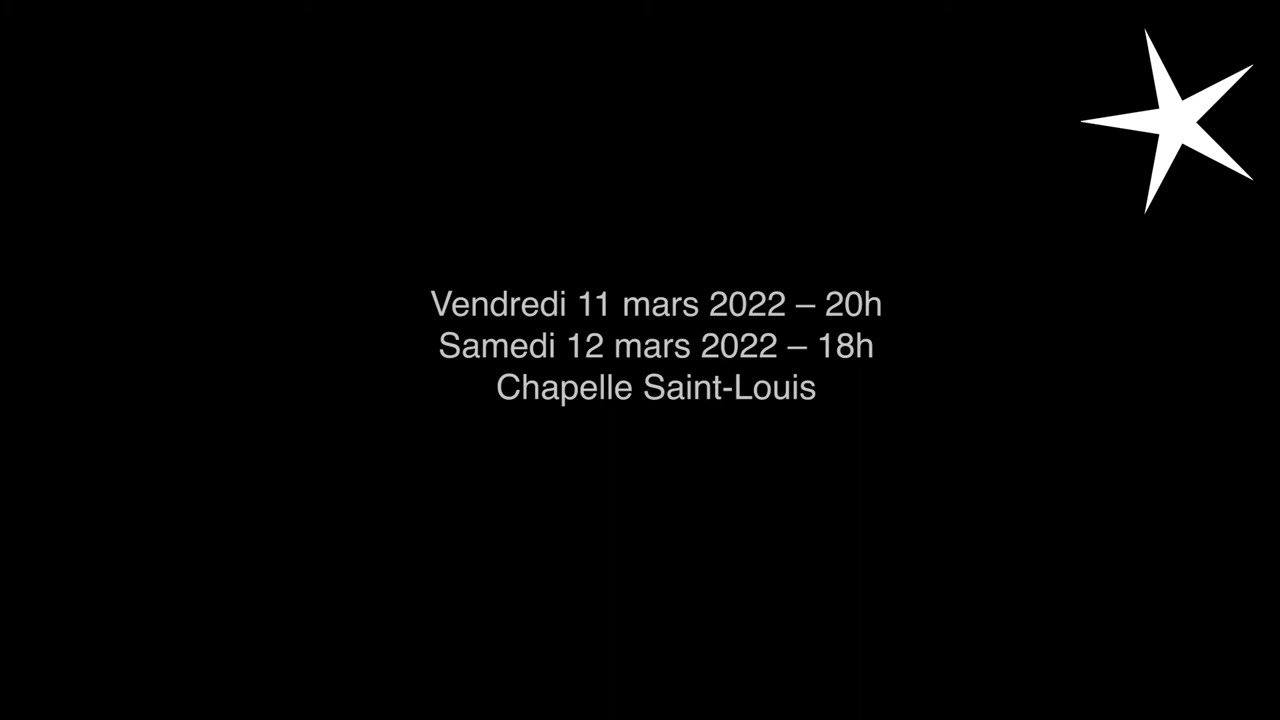 Vendredi 11 mars 2022 – 20h
Samedi 12 mars 2022 – 18h
Chapelle Saint-Louis